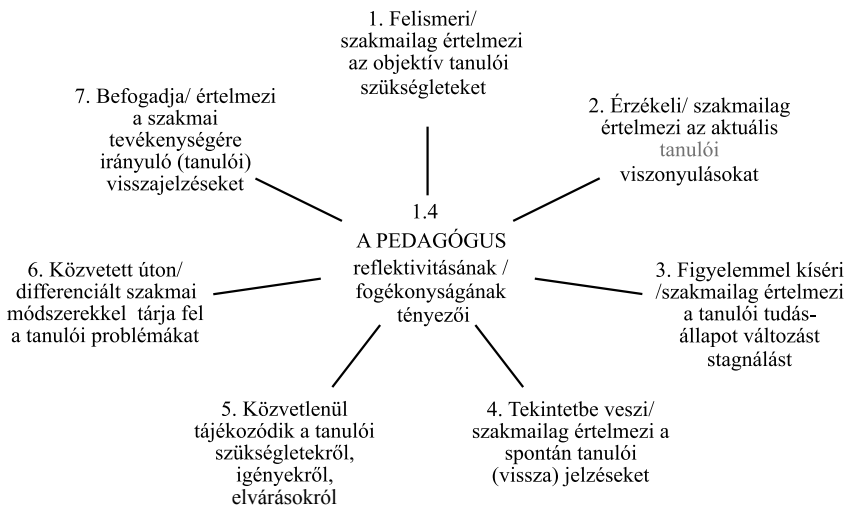 1. Felismeri/
szakmailag értelmezi
az objektív tanulói
szükségleteket
2. Érzékeli/ szakmailag
értelmezi az aktuális
tanulói
viszonyulásokat
3. Figyelemmel kíséri
/szakmailag értelmezi
a tanulói tudás-
állapot változást
stagnálást
4. Tekintetbe veszi/
szakmailag értelmezi a
spontán tanulói
(vissza) jelzéseket
5. Közvetlenül
tájékozódik a tanulói
szükségletekről,
igényekről,
elvárásokról
6. Közvetett úton/
differenciált szakmai
módszerekkel tárja fel
a tanulói problémákat
7. Befogadja/ értelmezi
a szakmai
tevékenységére
irányuló (tanulói)
visszajelzéseket
1.4
A PEDAGÓGUS
reflektivitásának /
fogékonyságának
tényezői